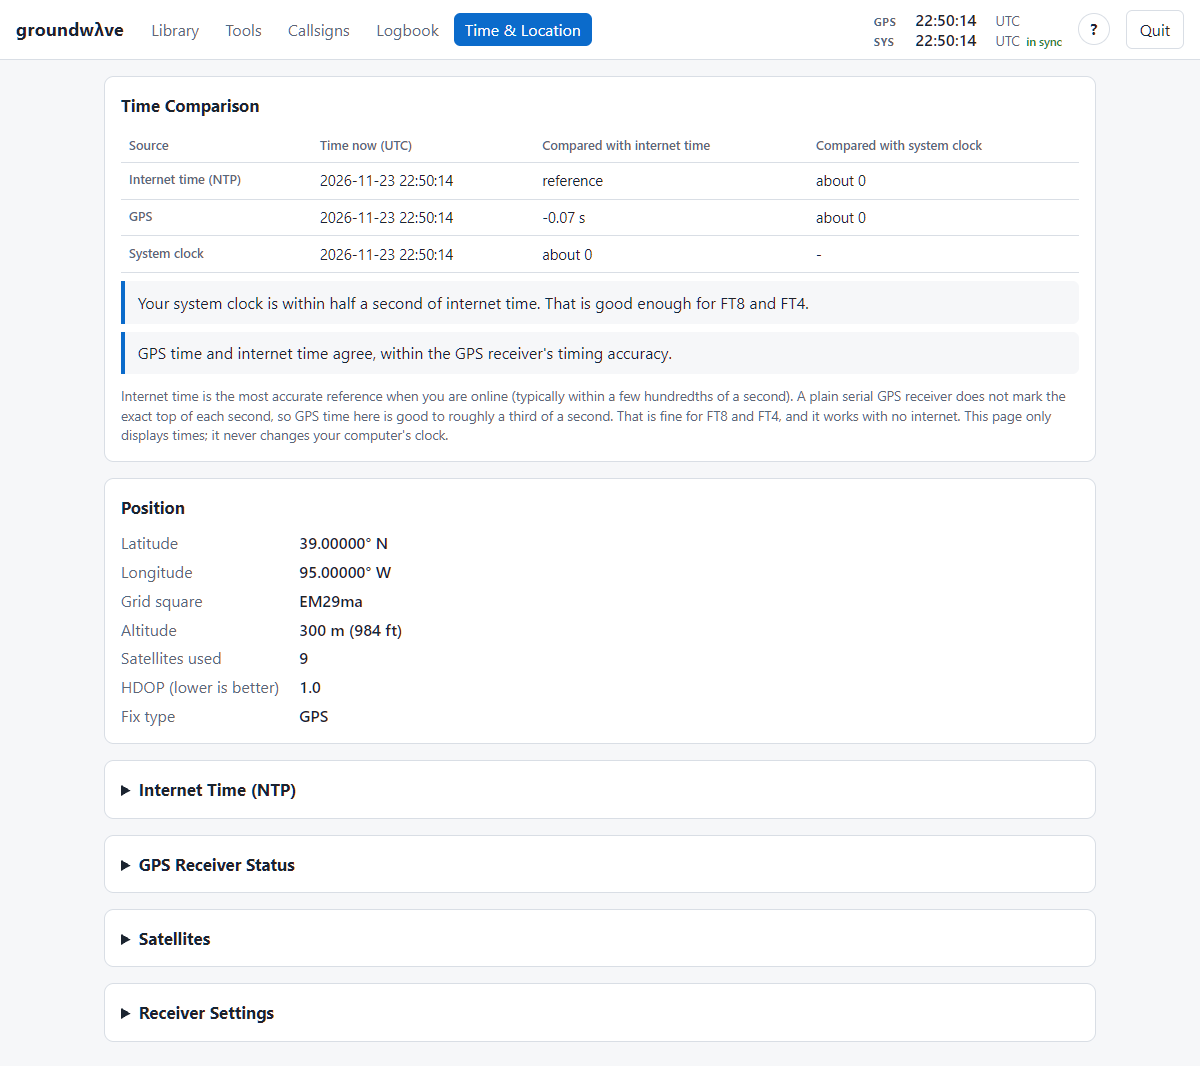 groundwλve Library Tools Callsigns Logbook Time & Location GPS 22:50:14 UTC ? Quit
SYS 22:50:14 UTC in sync
Time Comparison
Source Time now (UTC) Compared with internet time Compared with system clock
Internet time (NTP) 2026-11-23 22:50:14 reference about 0
GPS 2026-11-23 22:50:14 -0.07 s about 0
System clock 2026-11-23 22:50:14 about 0 -
Your system clock is within half a second of internet time. That is good enough for FT8 and FT4.
GPS time and internet time agree, within the GPS receiver's timing accuracy.
Internet time is the most accurate reference when you are online (typically within a few hundredths of a second). A plain serial GPS receiver does not mark the
exact top of each second, so GPS time here is good to roughly a third of a second. That is fine for FT8 and FT4, and it works with no internet. This page only
displays times; it never changes your computer's clock.
Position
Latitude 39.00000° N
Longitude 95.00000° W
Grid square EM29ma
Altitude 300 m (984 ft)
Satellites used 9
HDOP (lower is better) 1.0
Fix type GPS
Internet Time (NTP)
GPS Receiver Status
Satellites
Receiver Settings